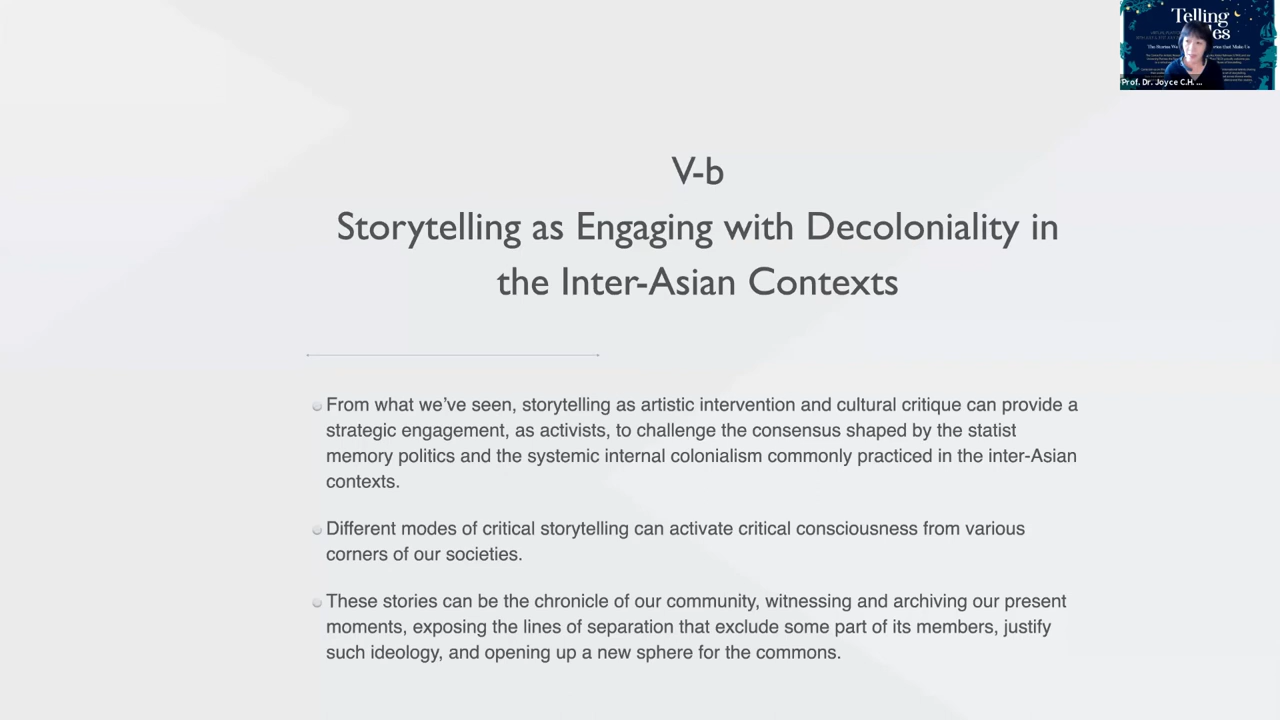 Telling
The Stories We
Prof. Dr. Joyce C.H. ...
V-b
Storytelling as Engaging with Decoloniality in
the Inter-Asian Contexts
From what we've seen, storytelling as artistic intervention and cultural critique can provide a
strategic engagement, as activists, to challenge the consensus shaped by the statist
memory politics and the systemic internal colonialism commonly practiced in the inter-Asian
contexts.
Different modes of critical storytelling can activate critical consciousness from various
corners of our societies.
These stories can be the chronicle of our community, witnessing and archiving our present
moments, exposing the lines of separation that exclude some part of its members, justify
such ideology, and opening up a new sphere for the commons.